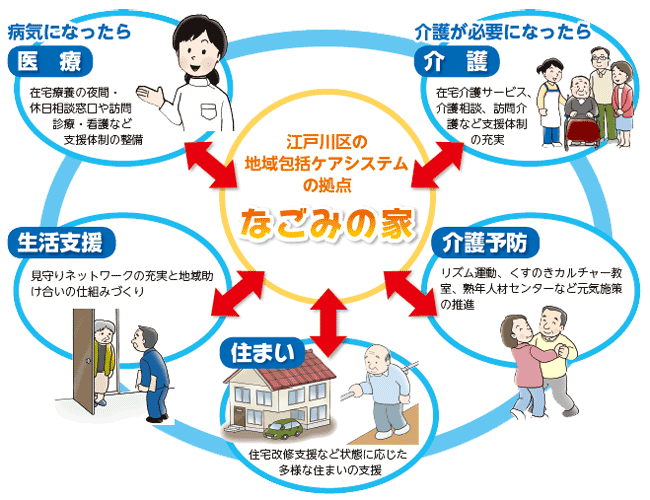 病気になったら
医療
在宅療養の夜間・
休日相談窓口や訪問
診療・看護など
支援体制の整備
介護が必要になったら
介護
在宅介護サービス、
介護相談、訪問介
護など支援体制
の充実
江戸川区の
地域包括ケアシステム
の拠点
なごみの家
生活支援
見守りネットワークの充実と地域助
け合いの仕組みづくり
介護予防
リズム運動、くすのきカルチャー教
室、熟年人材センターなど元気施策
の推進
住まい
住宅改修支援など状態に応じた
多様な住まいの支援